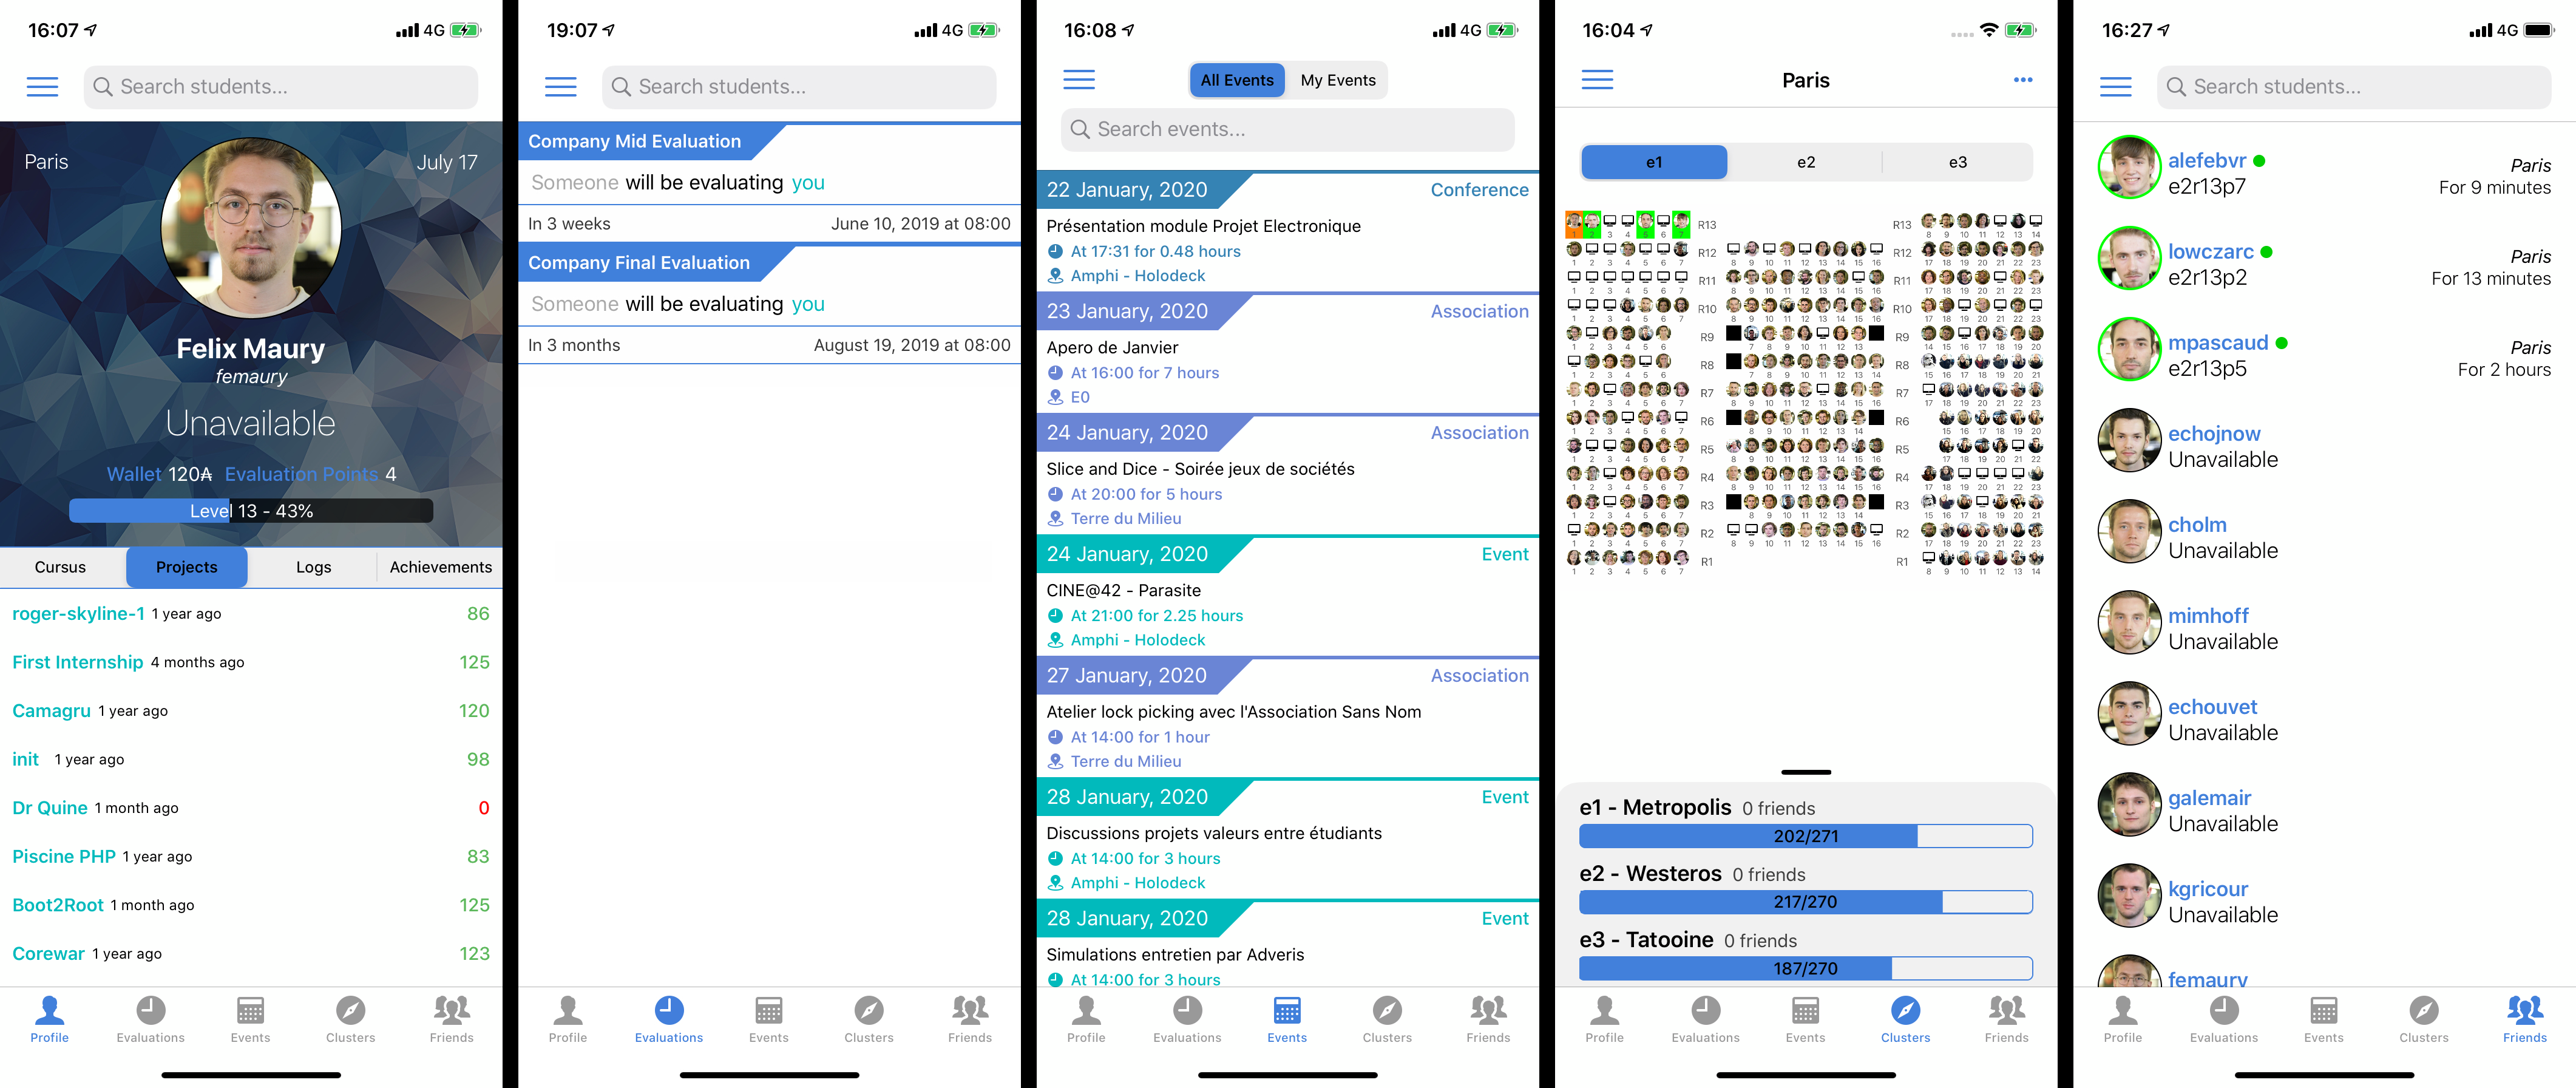 16:07
4G
Search students...
Paris
July 17
Felix Maury
femaury
Unavailable
Wallet 120₳ Evaluation Points 4
Level 13 - 43%
Cursus Projects Logs Achievements
roger-skyline-1 1 year ago 86
First Internship 4 months ago 125
Camagru 1 year ago 120
init 1 year ago 98
Dr Quine 1 month ago 0
Piscine PHP 1 year ago 83
Boot2Root 1 month ago 125
Corewar 1 year ago 123
Profile Evaluations Events Clusters Friends
19:07
4G
Search students...
Company Mid Evaluation
Someone will be evaluating you
In 3 weeks June 10, 2019 at 08:00
Company Final Evaluation
Someone will be evaluating you
In 3 months August 19, 2019 at 08:00
Profile Evaluations Events Clusters Friends
16:08
4G
All Events My Events
Search events...
22 January, 2020 Conference
Présentation module Projet Electronique
At 17:31 for 0.48 hours
Amphi - Holodeck
23 January, 2020 Association
Apero de Janvier
At 16:00 for 7 hours
E0
24 January, 2020 Association
Slice and Dice - Soirée jeux de sociétés
At 20:00 for 5 hours
Terre du Milieu
24 January, 2020 Event
CINE@42 - Parasite
At 21:00 for 2.25 hours
Amphi - Holodeck
27 January, 2020 Association
Atelier lock picking avec l'Association Sans Nom
At 14:00 for 1 hour
Terre du Milieu
28 January, 2020 Event
Discussions projets valeurs entre étudiants
At 14:00 for 3 hours
Amphi - Holodeck
28 January, 2020 Event
Simulations entretien par Adveris
At 14:00 for 3 hours
Profile Evaluations Events Clusters Friends
16:04
Paris
e1 e2 e3
R13 R13
R12 R12
R11 R11
R10 R10
R9 R9
R8 R8
R7 R7
R6 R6
R5 R5
R4 R4
R3 R3
R2 R2
R1 R1
e1 - Metropolis 0 friends
202/271
e2 - Westeros 0 friends
217/270
e3 - Tatooine 0 friends
187/270
Profile Evaluations Events Clusters Friends
16:27
4G
Search students...
alefebvr
e2r13p7
Paris
For 9 minutes
lowczarc
e2r13p2
Paris
For 13 minutes
mpascaud
e2r13p5
Paris
For 2 hours
echojnow
Unavailable
cholm
Unavailable
mimhoff
Unavailable
echouvet
Unavailable
galemair
Unavailable
kgricour
Unavailable
femaury
Profile Evaluations Events Clusters Friends